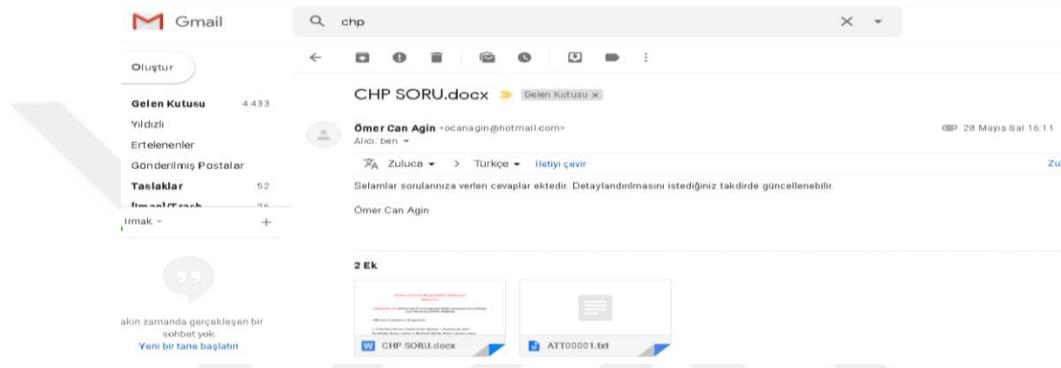 Gmail
chp
Oluştur
CHP SORU.docx Gelen Kutusu x
Gelen Kutusu 4.433
Yıldızlı
Ertelenenler
Gönderilmiş Postalar
Taslaklar 52
Irmak
Ömer Can Agin <ocanagin@hotmail.com> 28 Mayıs Sal 16:11
Alıcı: ben
Zuluca > Türkçe İletiyi çevir
Selamlar sorularınıza verlen cevaplar ektedir. Detaylandırılmasını istediğiniz takdirde güncellenebilir.
Ömer Can Agin
2 Ek
CHP SORU.docx
ATT00001.txt
akın zamanda gerçekleşen bir
sohbet yok
Yeni bir tane başlatın